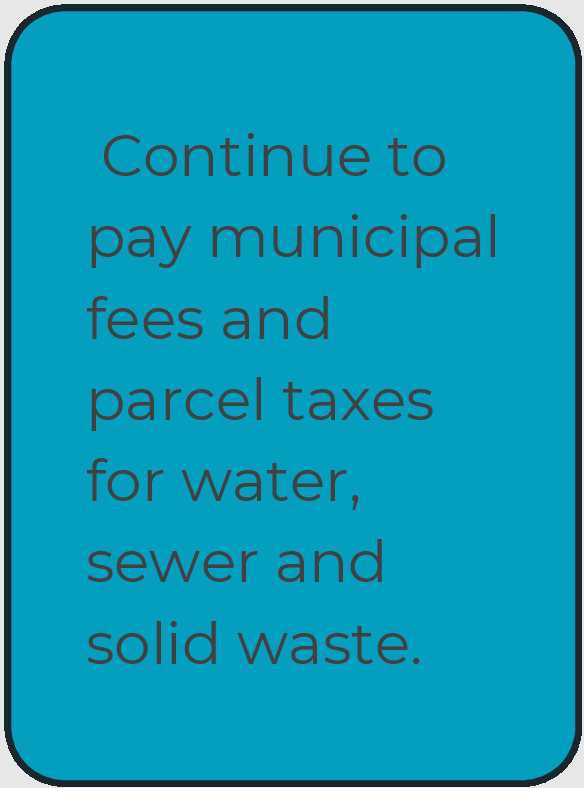 Continue to
pay municipal
fees and
parcel taxes
for water,
sewer and
solid waste.